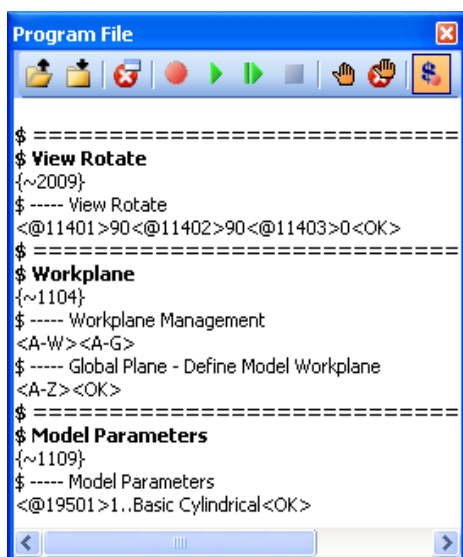 Program File
$ ============================
$ View Rotate
{~2009}
$ ----- View Rotate
<@11401>90<@11402>90<@11403>0<OK>
$ ============================
$ Workplane
{~1104}
$ ----- Workplane Management
<A-W><A-G>
$ ----- Global Plane - Define Model Workplane
<A-Z><OK>
$ ============================
$ Model Parameters
{~1109}
$ ----- Model Parameters
<@19501>1..Basic Cylindrical<OK>